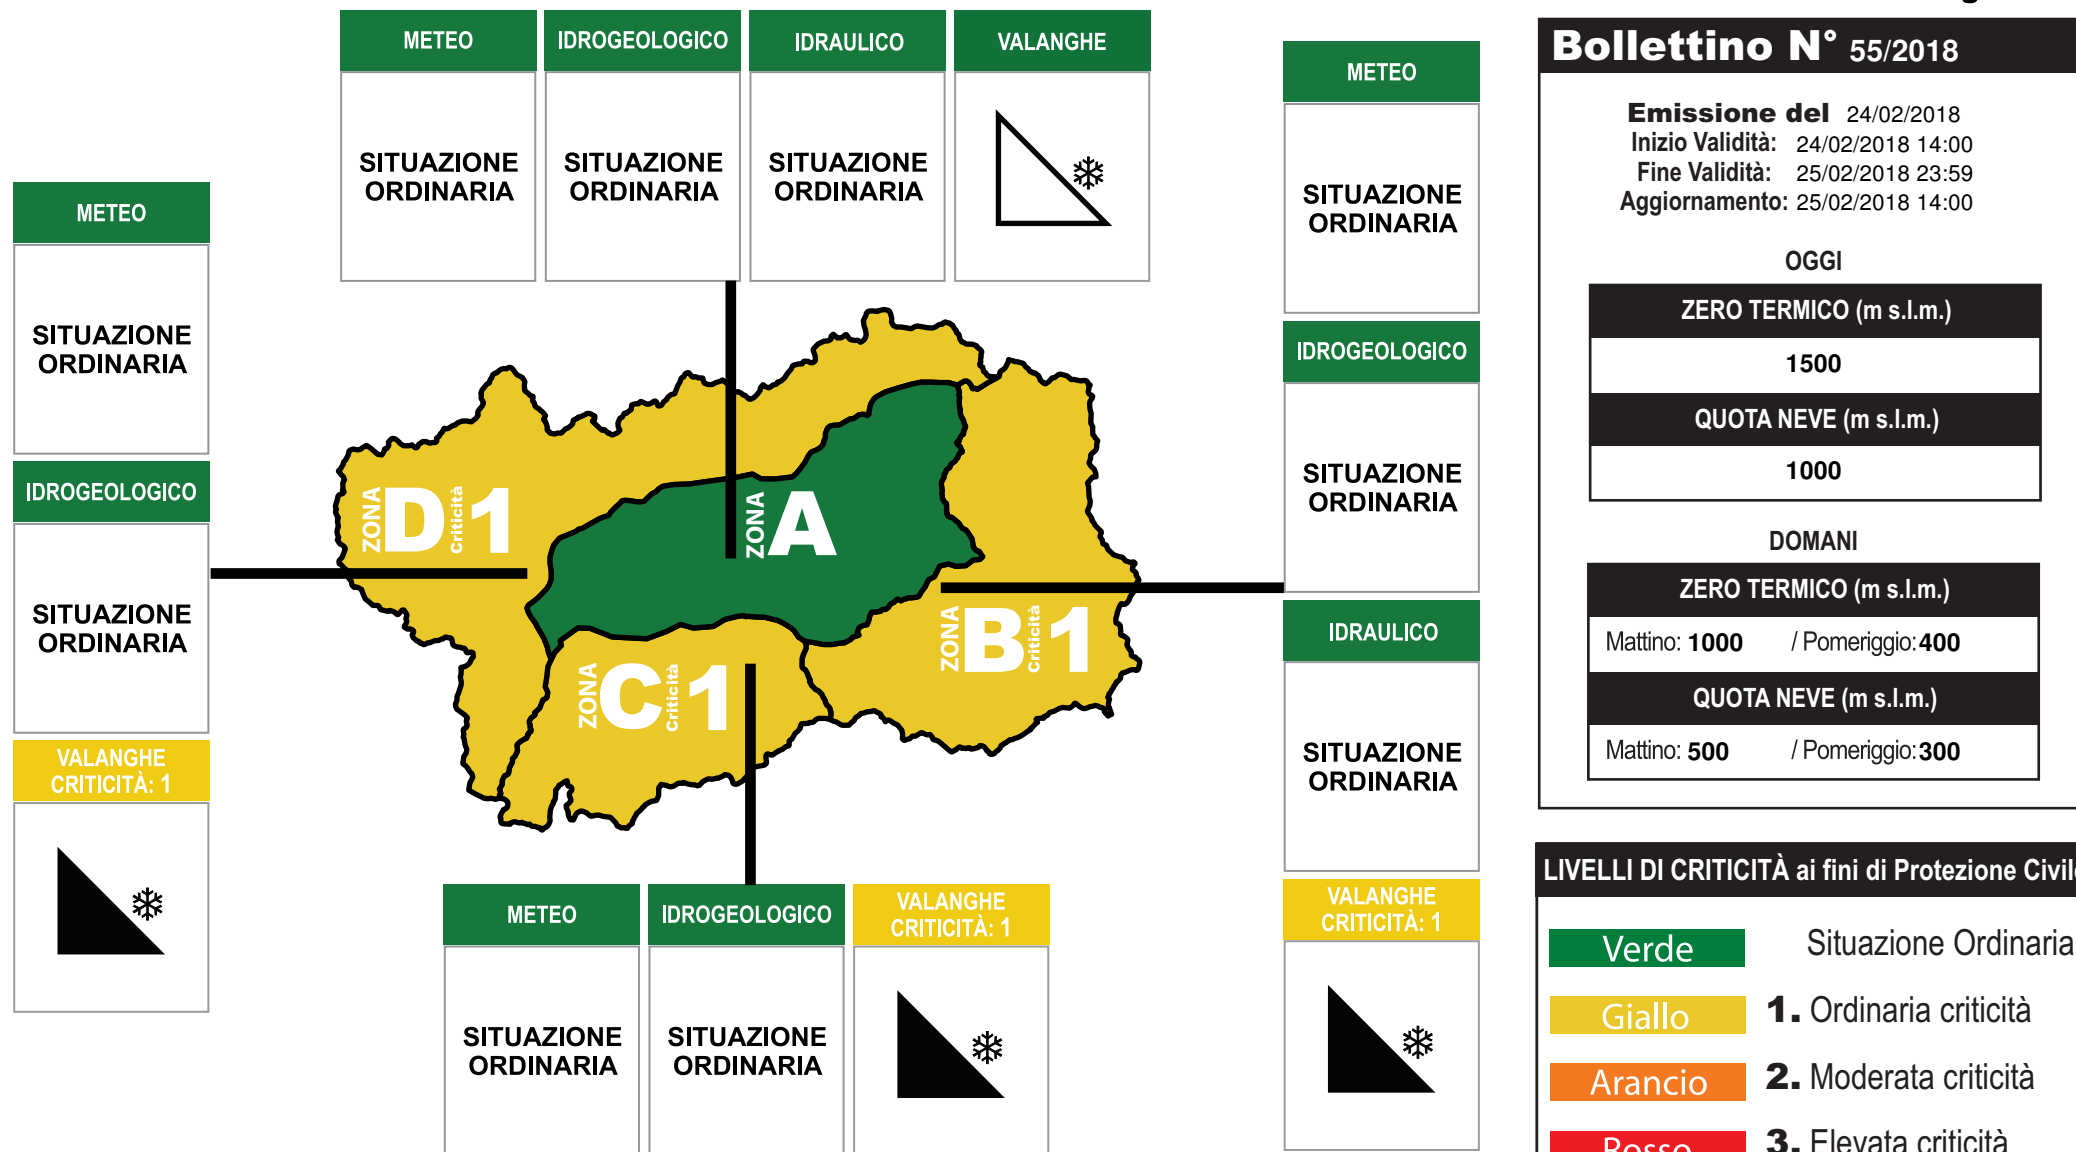 METEO
IDROGEOLOGICO
IDRAULICO
VALANGHE
SITUAZIONE
ORDINARIA
SITUAZIONE
ORDINARIA
SITUAZIONE
ORDINARIA
METEO
SITUAZIONE
ORDINARIA
IDROGEOLOGICO
SITUAZIONE
ORDINARIA
VALANGHE
CRITICITÀ: 1
ZONA D Criticità 1
ZONA A
ZONA B Criticità 1
ZONA C Criticità 1
METEO
SITUAZIONE
ORDINARIA
IDROGEOLOGICO
SITUAZIONE
ORDINARIA
IDRAULICO
SITUAZIONE
ORDINARIA
VALANGHE
CRITICITÀ: 1
METEO
IDROGEOLOGICO
VALANGHE
CRITICITÀ: 1
SITUAZIONE
ORDINARIA
SITUAZIONE
ORDINARIA
Bollettino N° 55/2018
Emissione del 24/02/2018
Inizio Validità: 24/02/2018 14:00
Fine Validità: 25/02/2018 23:59
Aggiornamento: 25/02/2018 14:00
OGGI
ZERO TERMICO (m s.l.m.)
1500
QUOTA NEVE (m s.l.m.)
1000
DOMANI
ZERO TERMICO (m s.l.m.)
Mattino: 1000 / Pomeriggio: 400
QUOTA NEVE (m s.l.m.)
Mattino: 500 / Pomeriggio: 300
LIVELLI DI CRITICITÀ ai fini di Protezione Civile
Verde Situazione Ordinaria
Giallo 1. Ordinaria criticità
Arancio 2. Moderata criticità
Rosso 3. Elevata criticità